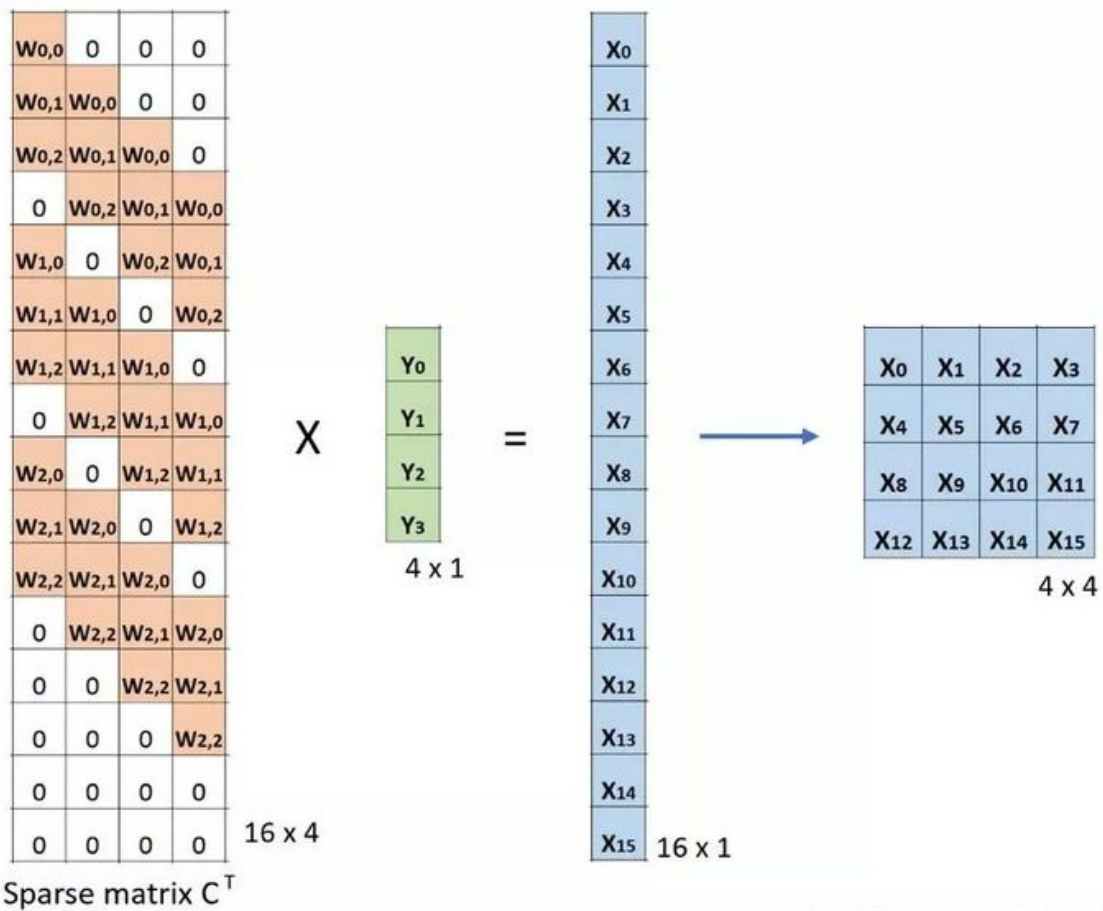 W0,0 0 0 0
W0,1 W0,0 0 0
W0,2 W0,1 W0,0 0
0 W0,2 W0,1 W0,0
W1,0 0 W0,2 W0,1
W1,1 W1,0 0 W0,2
W1,2 W1,1 W1,0 0
0 W1,2 W1,1 W1,0
W2,0 0 W1,2 W1,1
W2,1 W2,0 0 W1,2
W2,2 W2,1 W2,0 0
0 W2,2 W2,1 W2,0
0 0 W2,2 W2,1
0 0 0 W2,2
0 0 0 0
0 0 0 0
16 x 4
Sparse matrix Cᵀ
X
Y0
Y1
Y2
Y3
4 x 1
=
X0
X1
X2
X3
X4
X5
X6
X7
X8
X9
X10
X11
X12
X13
X14
X15
16 x 1
X0 X1 X2 X3
X4 X5 X6 X7
X8 X9 X10 X11
X12 X13 X14 X15
4 x 4